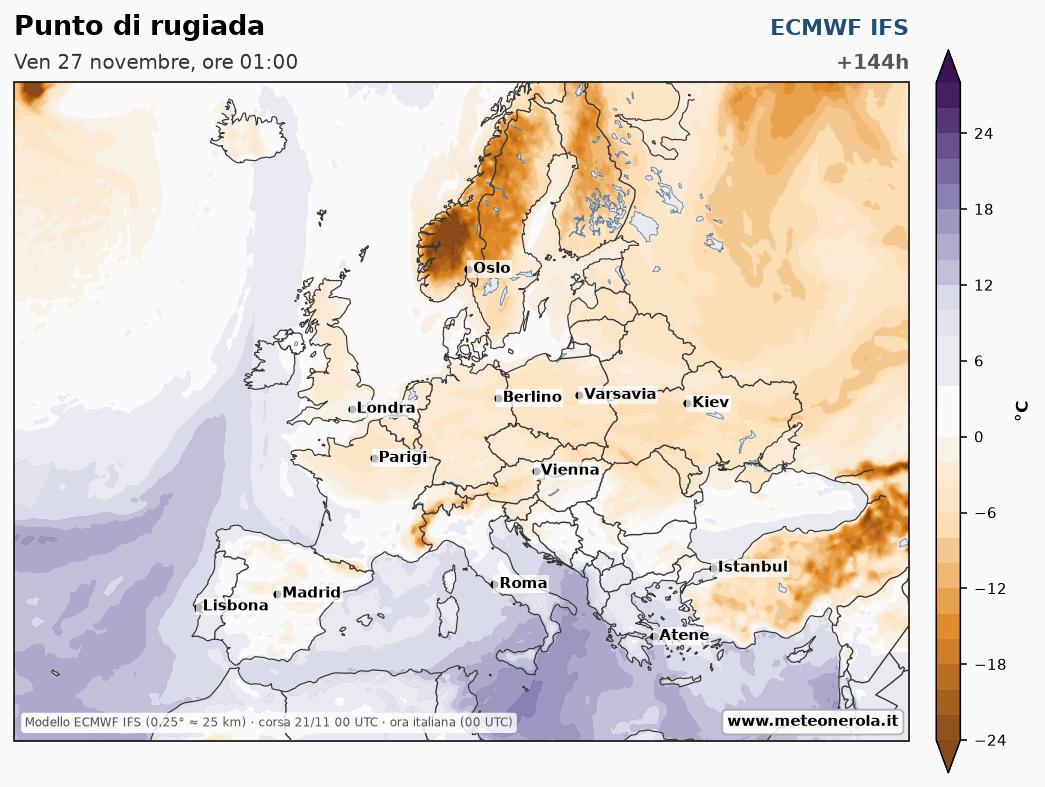 Punto di rugiada
ECMWF IFS
Ven 27 novembre, ore 01:00
+144h
Oslo
Londra
Berlino
Varsavia
Kiev
Parigi
Vienna
Madrid
Lisbona
Roma
Istanbul
Atene
24
18
12
6
0
−6
−12
−18
−24
°C
Modello ECMWF IFS (0,25° ≈ 25 km) · corsa 21/11 00 UTC · ora italiana (00 UTC)
www.meteonerola.it